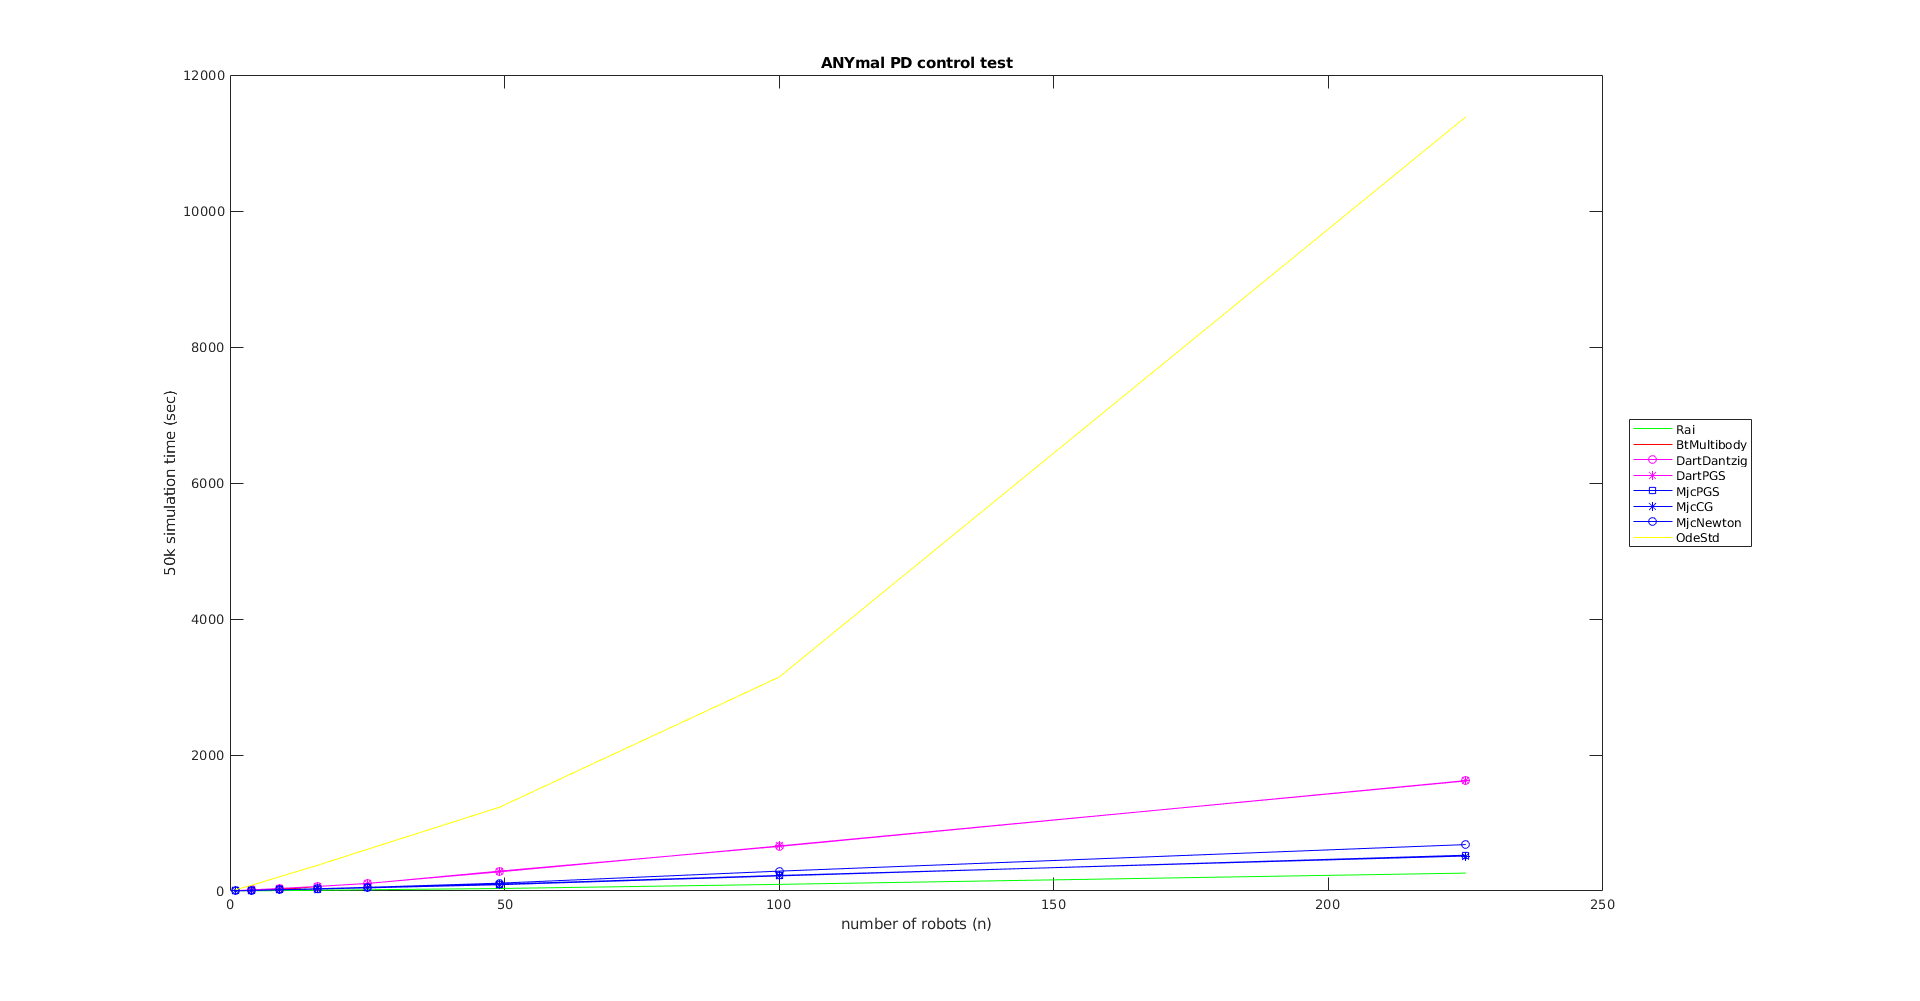 ANYmal PD control test
12000
10000
8000
6000
4000
2000
0
50k simulation time (sec)
0 50 100 150 200 250
number of robots (n)
Rai
BtMultibody
DartDantzig
DartPGS
MjcPGS
MjcCG
MjcNewton
OdeStd